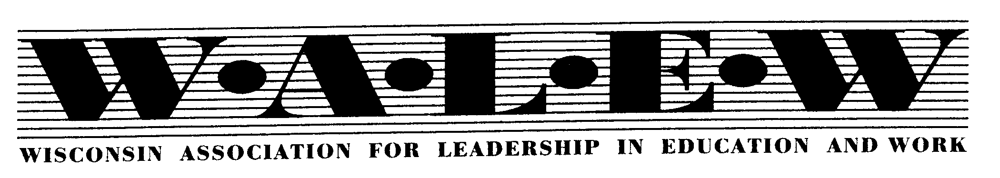 W•A•L•E•W
WISCONSIN ASSOCIATION FOR LEADERSHIP IN EDUCATION AND WORK